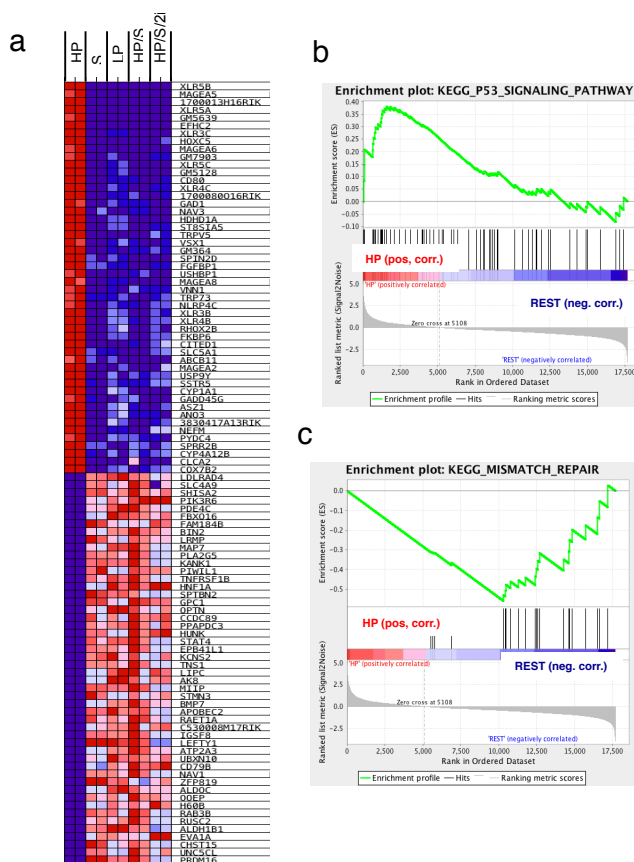 a
HP
S
LP
HP/S
HP/S/2i
XLR5B
MAGEA5
1700013H16RIK
XLR5A
GM5639
EFHC2
XLR3C
HOXC5
MAGEA6
GM7903
XLR5C
GM5128
CD80
XLR4C
1700080O16RIK
GAD1
NAV3
HDHD1A
ST8SIA5
TRPV5
VSX1
GM364
SPIN2D
FGFBP1
USHBP1
MAGEA8
VNN1
TRP73
NLRP4C
XLR3B
XLR4B
RHOX2B
FKBP6
CITED1
SLC5A1
ABCB11
MAGEA2
USP9Y
SSTR5
CYP1A1
GADD45G
ASZ1
ANO3
3830417A13RIK
NEFM
PYDC4
SPRR2B
CYP4A12B
CLCA2
COX7B2
LDLRAD4
SLC4A9
SHISA2
PIK3R6
PDE4C
FBXO16
FAM184B
BIN2
LRMP
MAP7
PLA2G5
KANK1
PIWIL1
TNFRSF1B
HNF1A
SPTBN2
GPC1
OPTN
CCDC89
PPAPDC3
HUNK
STAT4
EPB41L1
KCNS2
TNS1
LIPC
AK8
MIIP
STMN3
BMP7
APOBEC2
RAET1A
C530008M17RIK
IGSF8
LEFTY1
ATP2A3
UBXN10
CD79B
NAV1
ZFP819
ALDOC
OOEP
H60B
RAB3B
RUSC2
ALDH1B1
EVA1A
CHST15
UNC5CL
PRDM16
b
Enrichment plot: KEGG_P53_SIGNALING_PATHWAY
Enrichment score (ES)
0.40
0.35
0.30
0.25
0.20
0.15
0.10
0.05
0.00
-0.05
-0.10
HP (pos, corr.)
'HP' (positively correlated)
REST (neg. corr.)
Ranked list metric (Signal2Noise)
5.0
2.5
0.0
-2.5
Zero cross at 5108
'REST' (negatively correlated)
0 2,500 5,000 7,500 10,000 12,500 15,000 17,500
Rank in Ordered Dataset
Enrichment profile Hits Ranking metric scores
c
Enrichment plot: KEGG_MISMATCH_REPAIR
Enrichment score (ES)
0.0
-0.1
-0.2
-0.3
-0.4
-0.5
HP (pos, corr.)
'HP' (positively correlated)
REST (neg. corr.)
Ranked list metric (Signal2Noise)
5.0
2.5
0.0
-2.5
Zero cross at 5108
'REST' (negatively correlated)
0 2,500 5,000 7,500 10,000 12,500 15,000 17,500
Rank in Ordered Dataset
Enrichment profile Hits Ranking metric scores